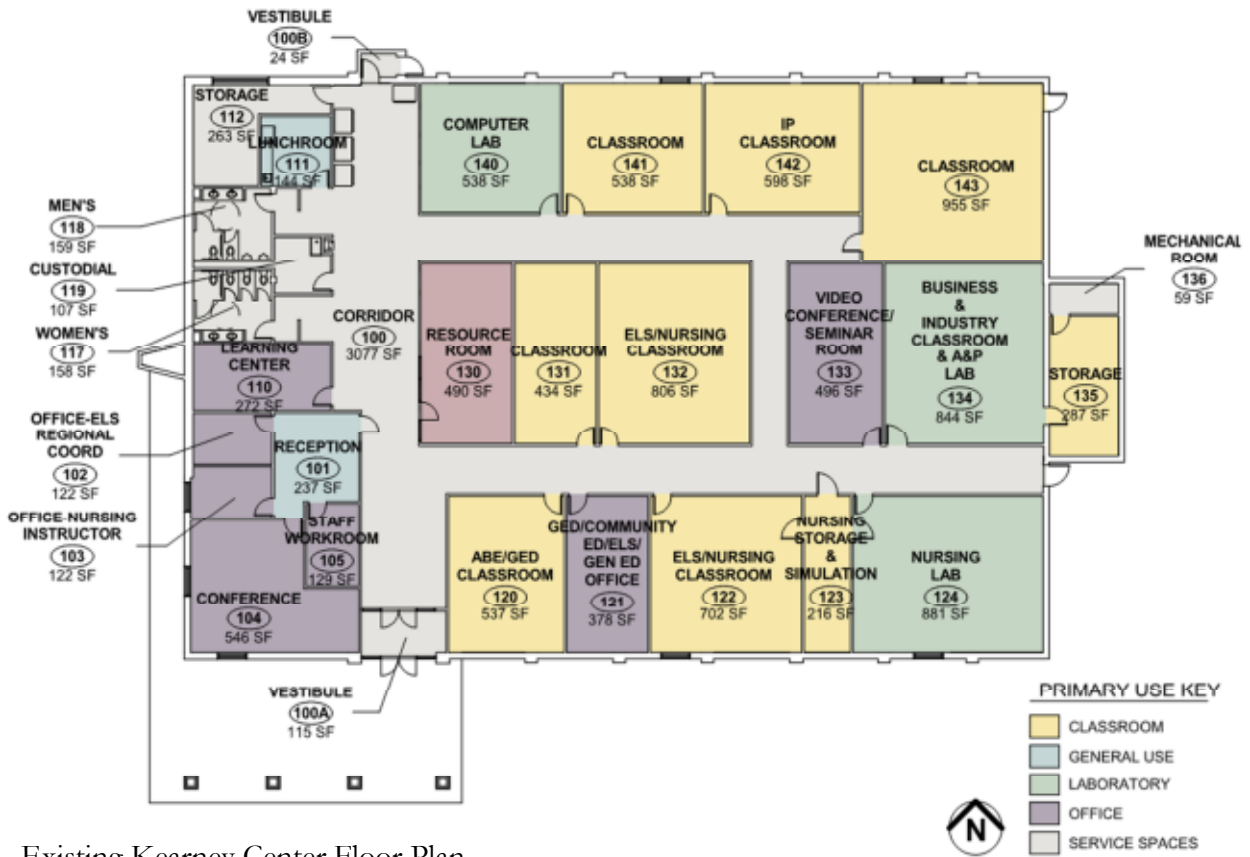 VESTIBULE
100B
24 SF
STORAGE
112
263 SF
LUNCHROOM
111
144 SF
COMPUTER
LAB
140
538 SF
CLASSROOM
141
538 SF
IP
CLASSROOM
142
598 SF
CLASSROOM
143
955 SF
MEN'S
118
159 SF
CUSTODIAL
119
107 SF
WOMEN'S
117
158 SF
MECHANICAL
ROOM
136
59 SF
CORRIDOR
100
3077 SF
RESOURCE
ROOM
130
490 SF
CLASSROOM
131
434 SF
ELS/NURSING
CLASSROOM
132
806 SF
VIDEO
CONFERENCE/
SEMINAR
ROOM
133
496 SF
BUSINESS
&
INDUSTRY
CLASSROOM
& A&P
LAB
134
844 SF
STORAGE
135
287 SF
LEARNING
CENTER
110
272 SF
OFFICE-ELS
REGIONAL
COORD
102
122 SF
RECEPTION
101
237 SF
OFFICE-NURSING
INSTRUCTOR
103
122 SF
STAFF
WORKROOM
105
129 SF
CONFERENCE
104
546 SF
ABE/GED
CLASSROOM
120
537 SF
GED/COMMUNITY
ED/ELS/
GEN ED
OFFICE
121
378 SF
ELS/NURSING
CLASSROOM
122
702 SF
NURSING
STORAGE
&
SIMULATION
123
216 SF
NURSING
LAB
124
881 SF
VESTIBULE
100A
115 SF
PRIMARY USE KEY
CLASSROOM
GENERAL USE
LABORATORY
OFFICE
SERVICE SPACES
N
Existing Kearney Center Floor Plan